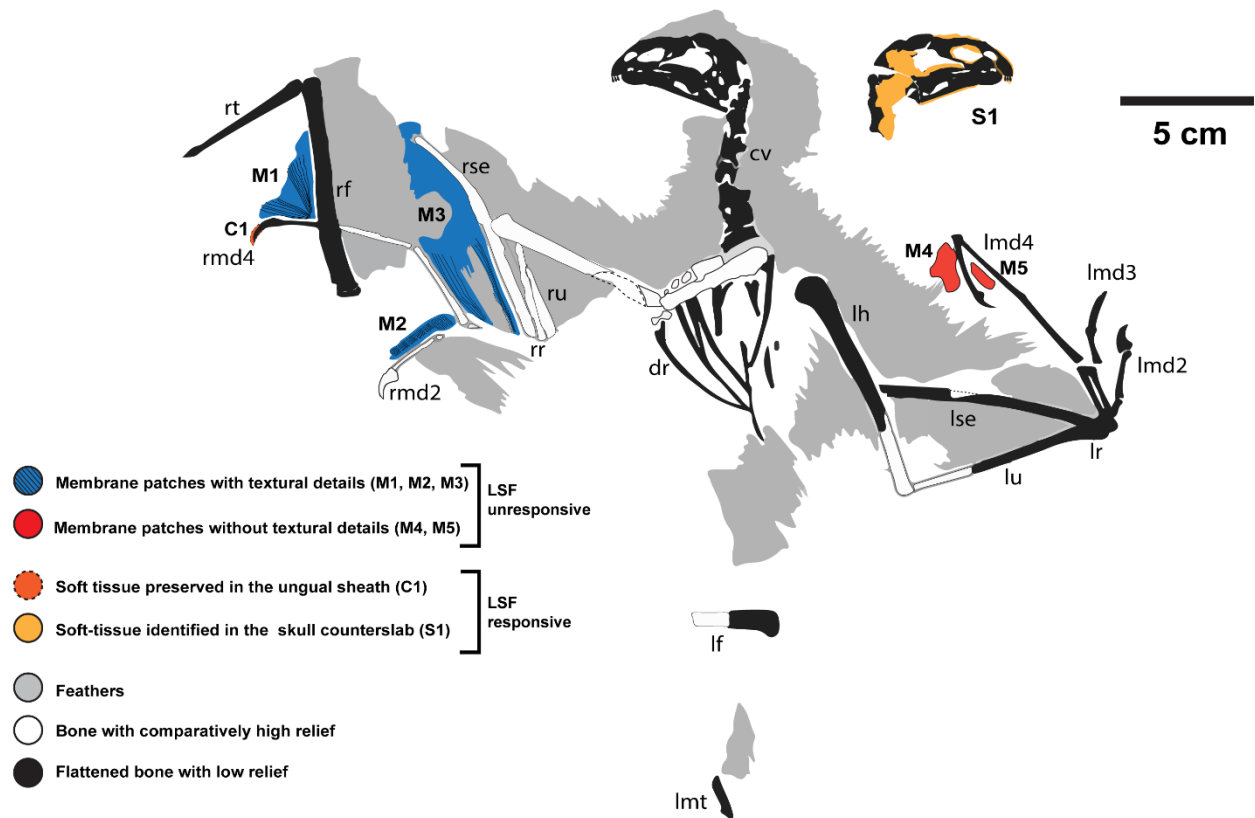 S1
5 cm
rt
M1
rf
C1
rmd4
M3
rse
cv
ru
rr
M2
rmd2
dr
lh
M4
lmd4
M5
lmd3
lmd2
lse
lu
lr
Membrane patches with textural details (M1, M2, M3)
Membrane patches without textural details (M4, M5)
LSF
unresponsive
Soft tissue preserved in the ungual sheath (C1)
Soft-tissue identified in the skull counterslab (S1)
LSF
responsive
Feathers
Bone with comparatively high relief
Flattened bone with low relief
lf
lmt